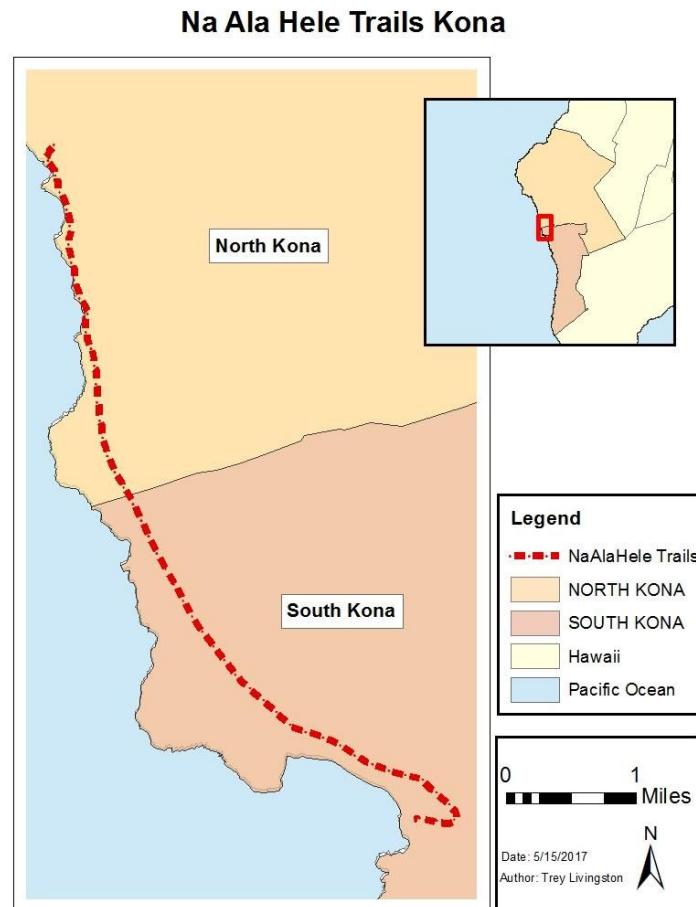 Na Ala Hele Trails Kona
North Kona
South Kona
Legend
NaAlaHele Trails
NORTH KONA
SOUTH KONA
Hawaii
Pacific Ocean
0 1
Miles
N
Date: 5/15/2017
Author: Trey Livingston